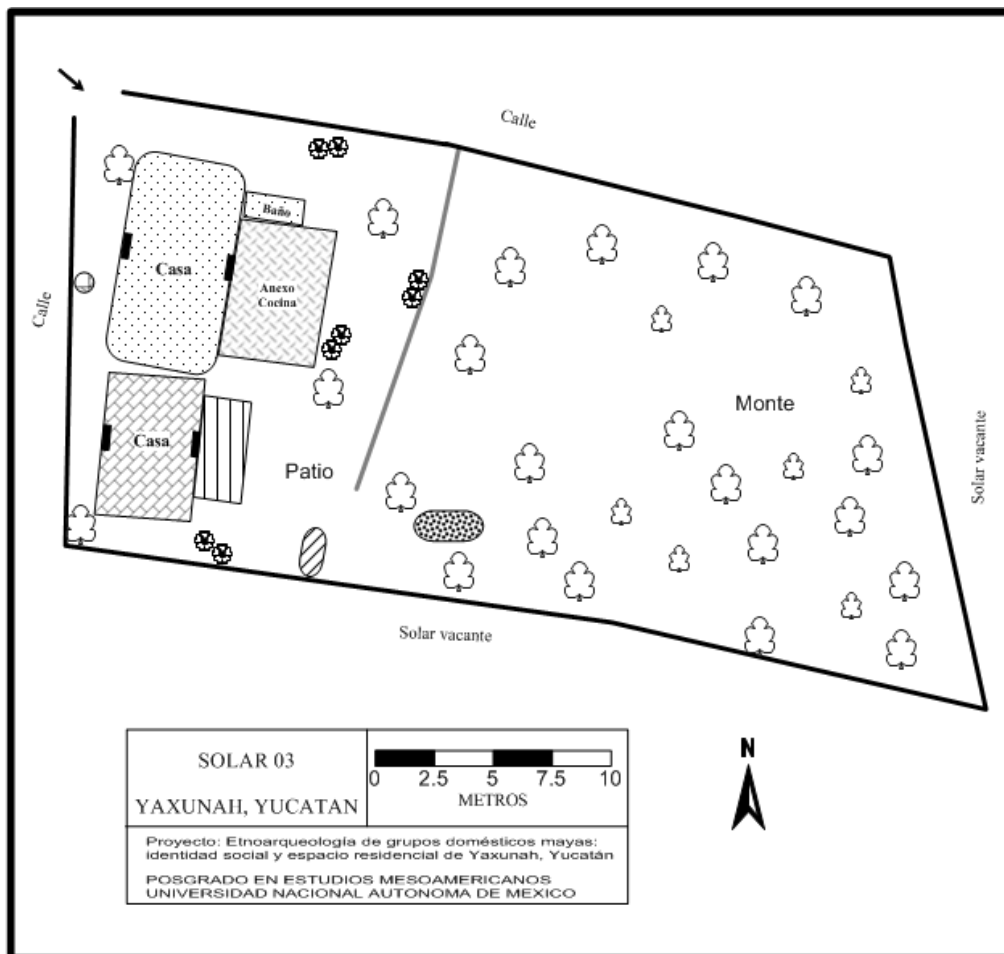 Calle
Baño
Casa
Anexo
Cocina
Calle
Monte
Casa
Patio
Solar vacante
Solar vacante
SOLAR 03
YAXUNAH, YUCATAN
0 2.5 5 7.5 10
METROS
N
Proyecto: Etnoarqueología de grupos domésticos mayas:
identidad social y espacio residencial de Yaxunah, Yucatán
POSGRADO EN ESTUDIOS MESOAMERICANOS
UNIVERSIDAD NACIONAL AUTONOMA DE MEXICO